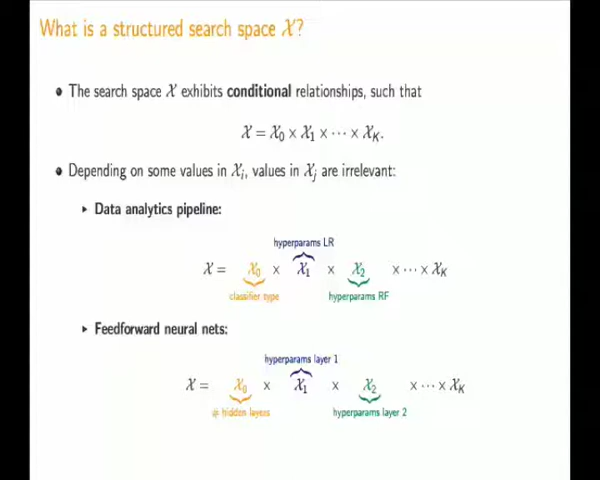 What is a structured search space 𝒳?
• The search space 𝒳 exhibits conditional relationships, such that
𝒳 = 𝒳₀ × 𝒳₁ × ⋯ × 𝒳_K.
• Depending on some values in 𝒳ᵢ, values in 𝒳ⱼ are irrelevant:
▸ Data analytics pipeline:
hyperparams LR
𝒳 = 𝒳₀ × 𝒳₁ × 𝒳₂ × ⋯ × 𝒳_K
classifier type hyperparams RF
▸ Feedforward neural nets:
hyperparams layer 1
𝒳 = 𝒳₀ × 𝒳₁ × 𝒳₂ × ⋯ × 𝒳_K
# hidden layers hyperparams layer 2